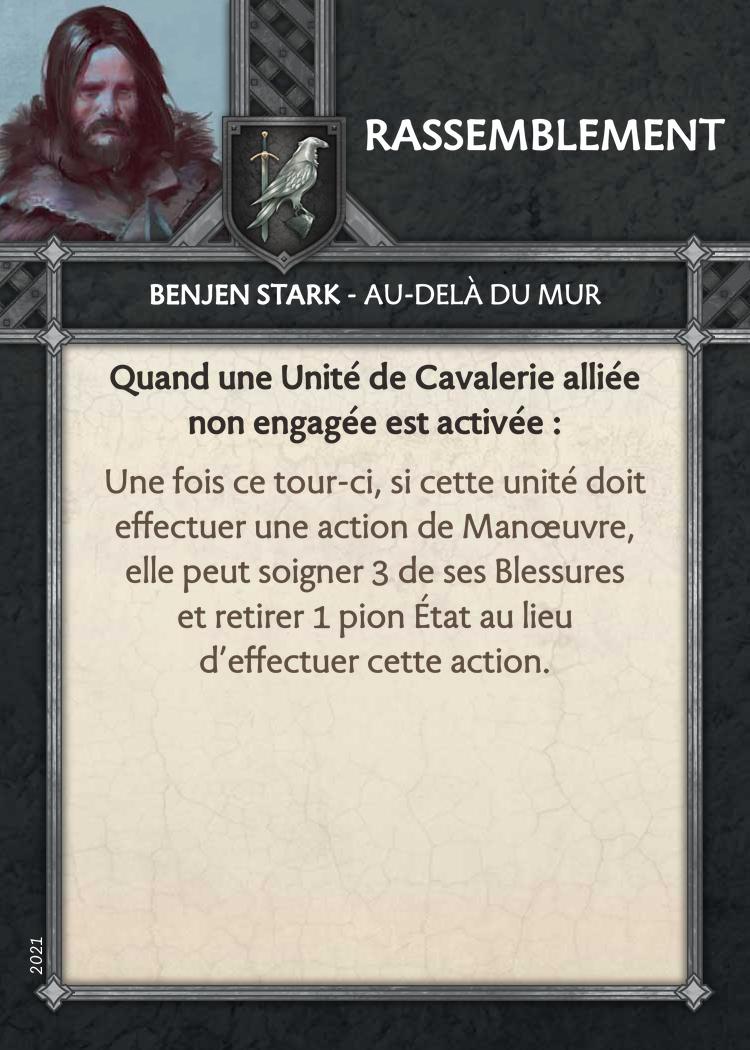 RASSEMBLEMENT
BENJEN STARK - AU-DELÀ DU MUR
Quand une Unité de Cavalerie alliée
non engagée est activée :
Une fois ce tour-ci, si cette unité doit
effectuer une action de Manœuvre,
elle peut soigner 3 de ses Blessures
et retirer 1 pion État au lieu
d'effectuer cette action.
2021